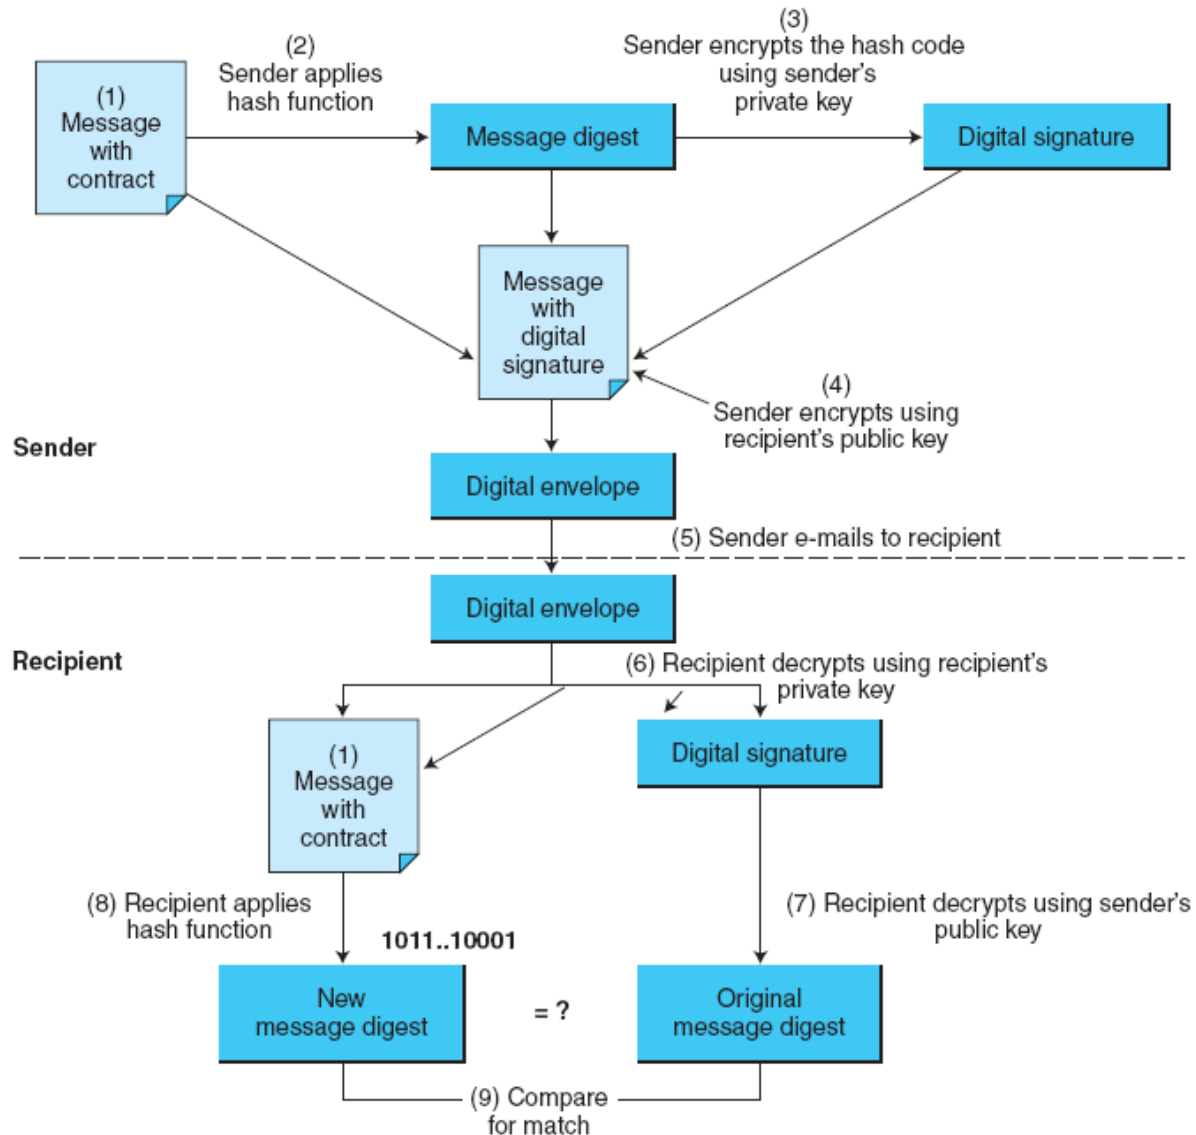 (1)
Message
with
contract
(2)
Sender applies
hash function
Message digest
(3)
Sender encrypts the hash code
using sender's
private key
Digital signature
Message
with
digital
signature
(4)
Sender encrypts using
recipient's public key
Sender
Digital envelope
(5) Sender e-mails to recipient
Digital envelope
Recipient
(6) Recipient decrypts using recipient's
private key
(1)
Message
with
contract
Digital signature
(8) Recipient applies
hash function
(7) Recipient decrypts using sender's
public key
1011..10001
New
message digest
= ?
Original
message digest
(9) Compare
for match